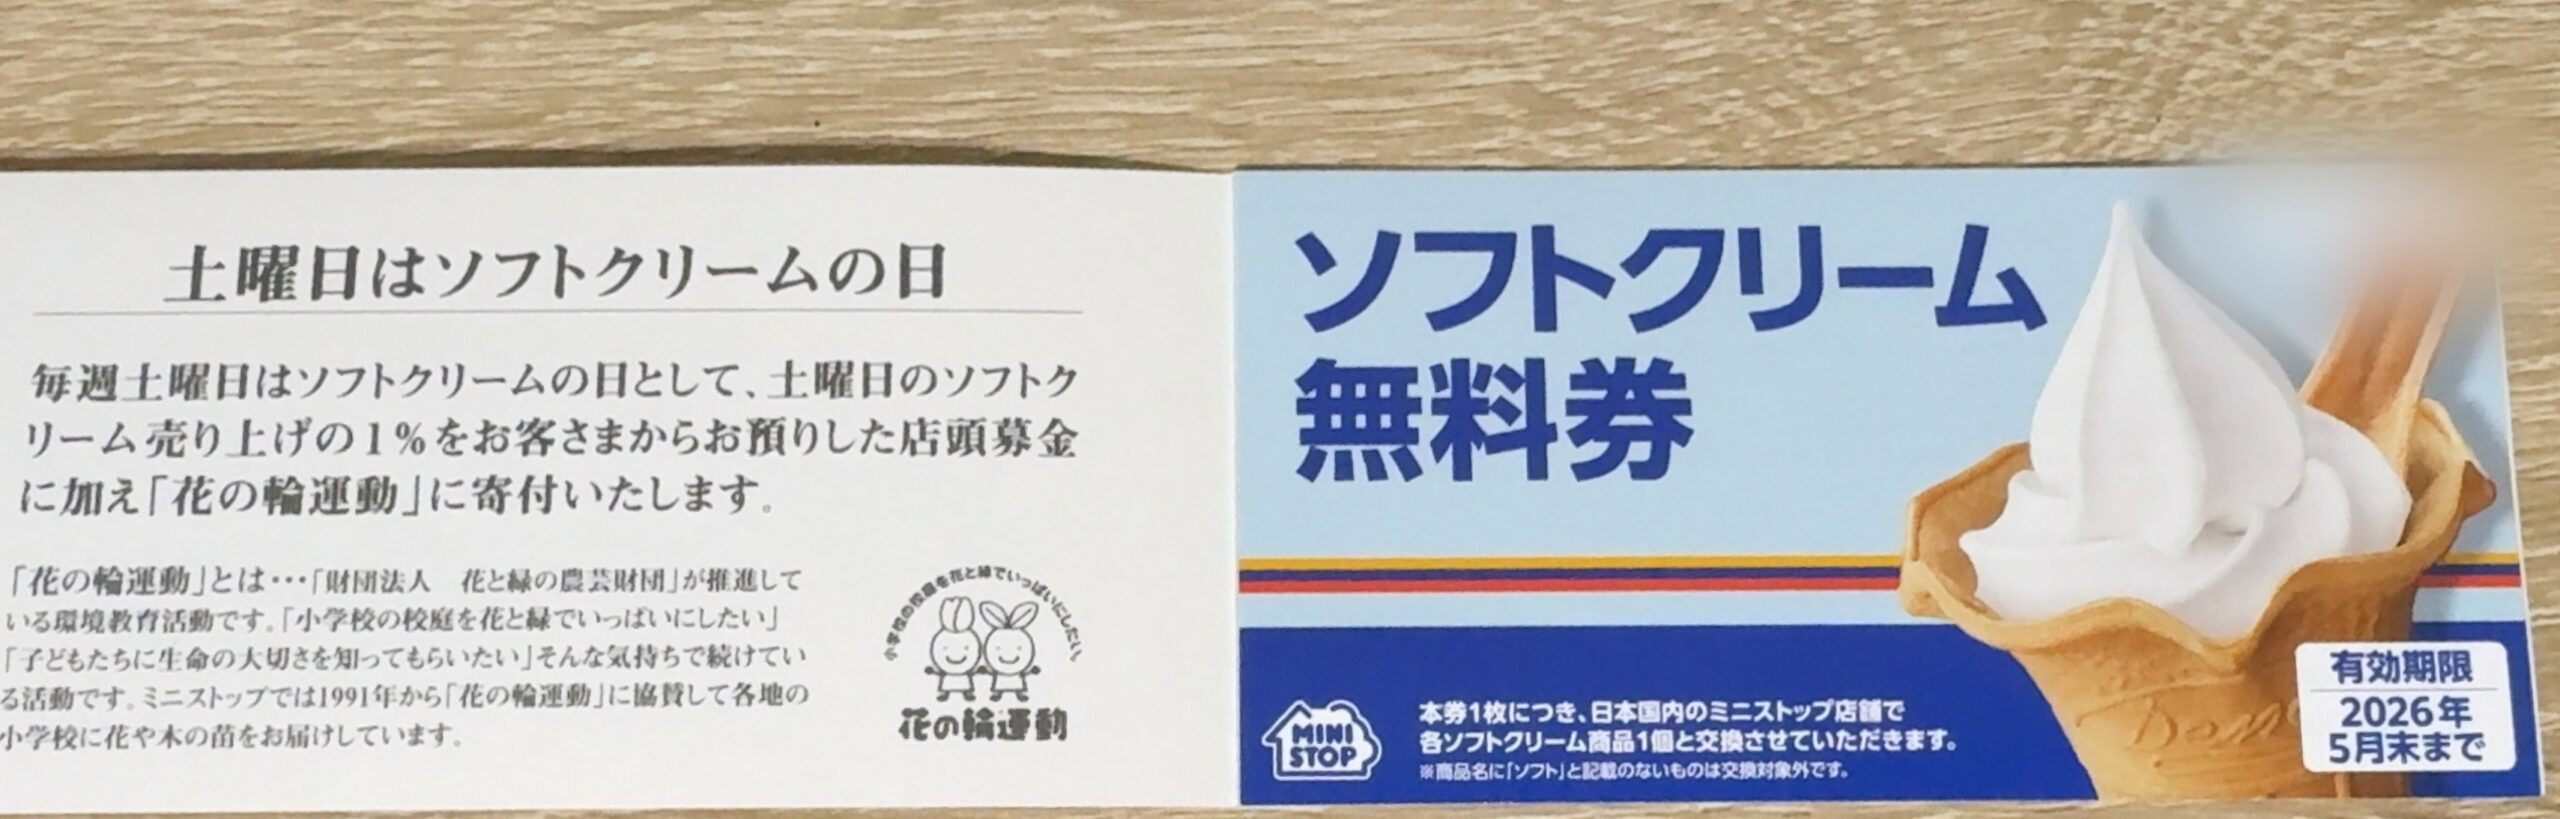 土曜日はソフトクリームの日
毎週土曜日はソフトクリームの日として、土曜日のソフトク
リーム売り上げの1%をお客さまからお預りした店頭募金
に加え「花の輪運動」に寄付いたします。
「花の輪運動」とは･･･「財団法人　花と緑の農芸財団」が推進して
いる環境教育活動です。「小学校の校庭を花と緑でいっぱいにしたい」
「子どもたちに生命の大切さを知ってもらいたい」そんな気持ちで続けてい
る活動です。ミニストップでは1991年から「花の輪運動」に協賛して各地の
小学校に花や木の苗をお届けしています。
小学校の校庭を花と緑でいっぱいにしたい。
花の輪運動
ソフトクリーム
無料券
MINI
STOP
本券1枚につき、日本国内のミニストップ店舗で
各ソフトクリーム商品1個と交換させていただきます。
※商品名に「ソフト」と記載のないものは交換対象外です。
有効期限
2026年
5月末まで